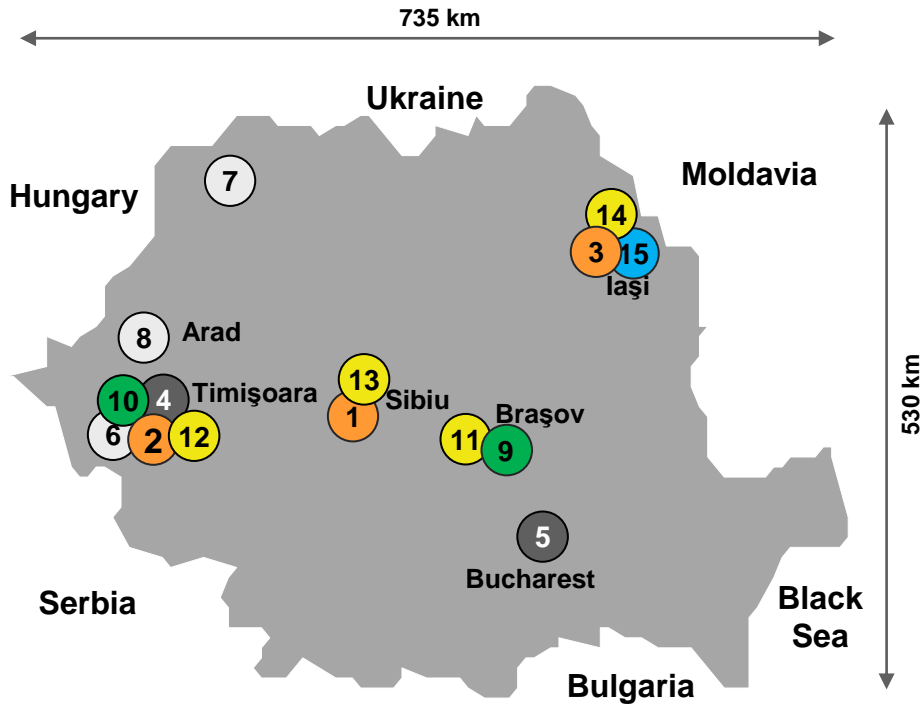 735 km
Ukraine
Moldavia
Hungary
7
14
3
15
Iaşi
8
Arad
530 km
10
4
Timişoara
6
2
12
13
Sibiu
1
Braşov
11
9
5
Bucharest
Serbia
Black
Sea
Bulgaria